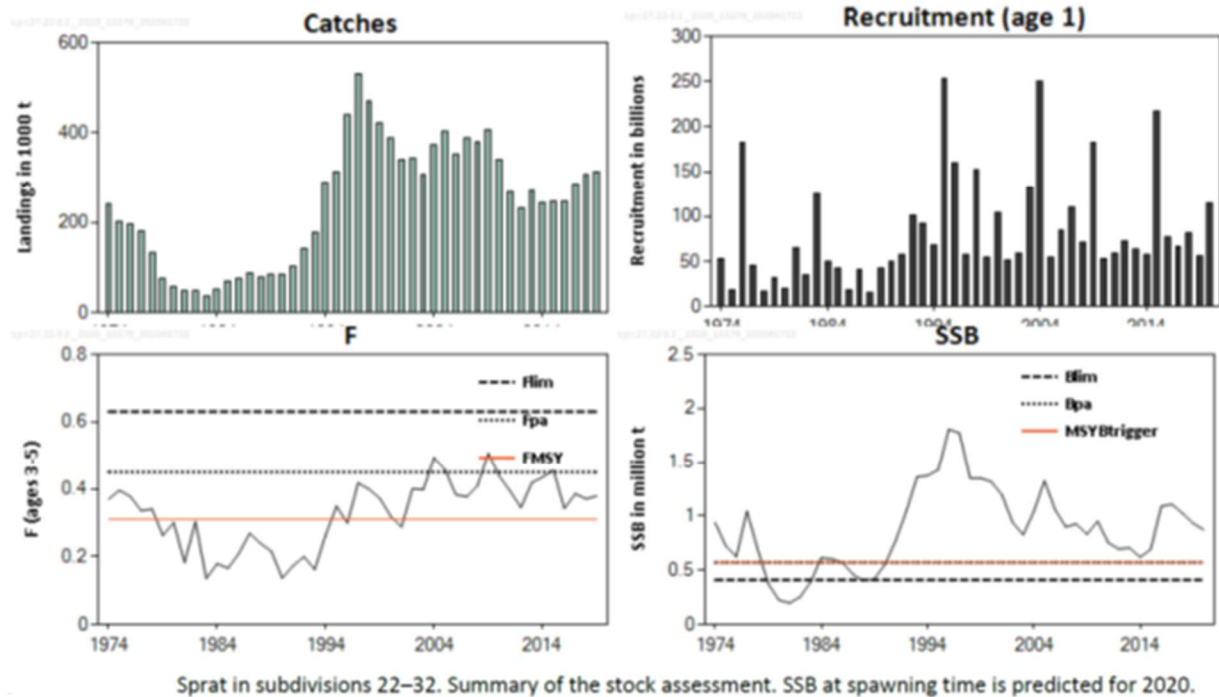 Catches
Recruitment (age 1)
Landings in 1000 t
600
400
200
0
Recruitment in billions
300
250
200
150
100
50
0
1974
1984
1994
2004
2014
F
F (ages 3-5)
0.8
0.6
0.4
0.2
0
Flim
Fpa
FMSY
1974
1984
1994
2004
2014
SSB
SSB in million t
2.5
2
1.5
1
0.5
0
Blim
Bpa
MSYBtrigger
1974
1984
1994
2004
2014
Sprat in subdivisions 22–32. Summary of the stock assessment. SSB at spawning time is predicted for 2020.